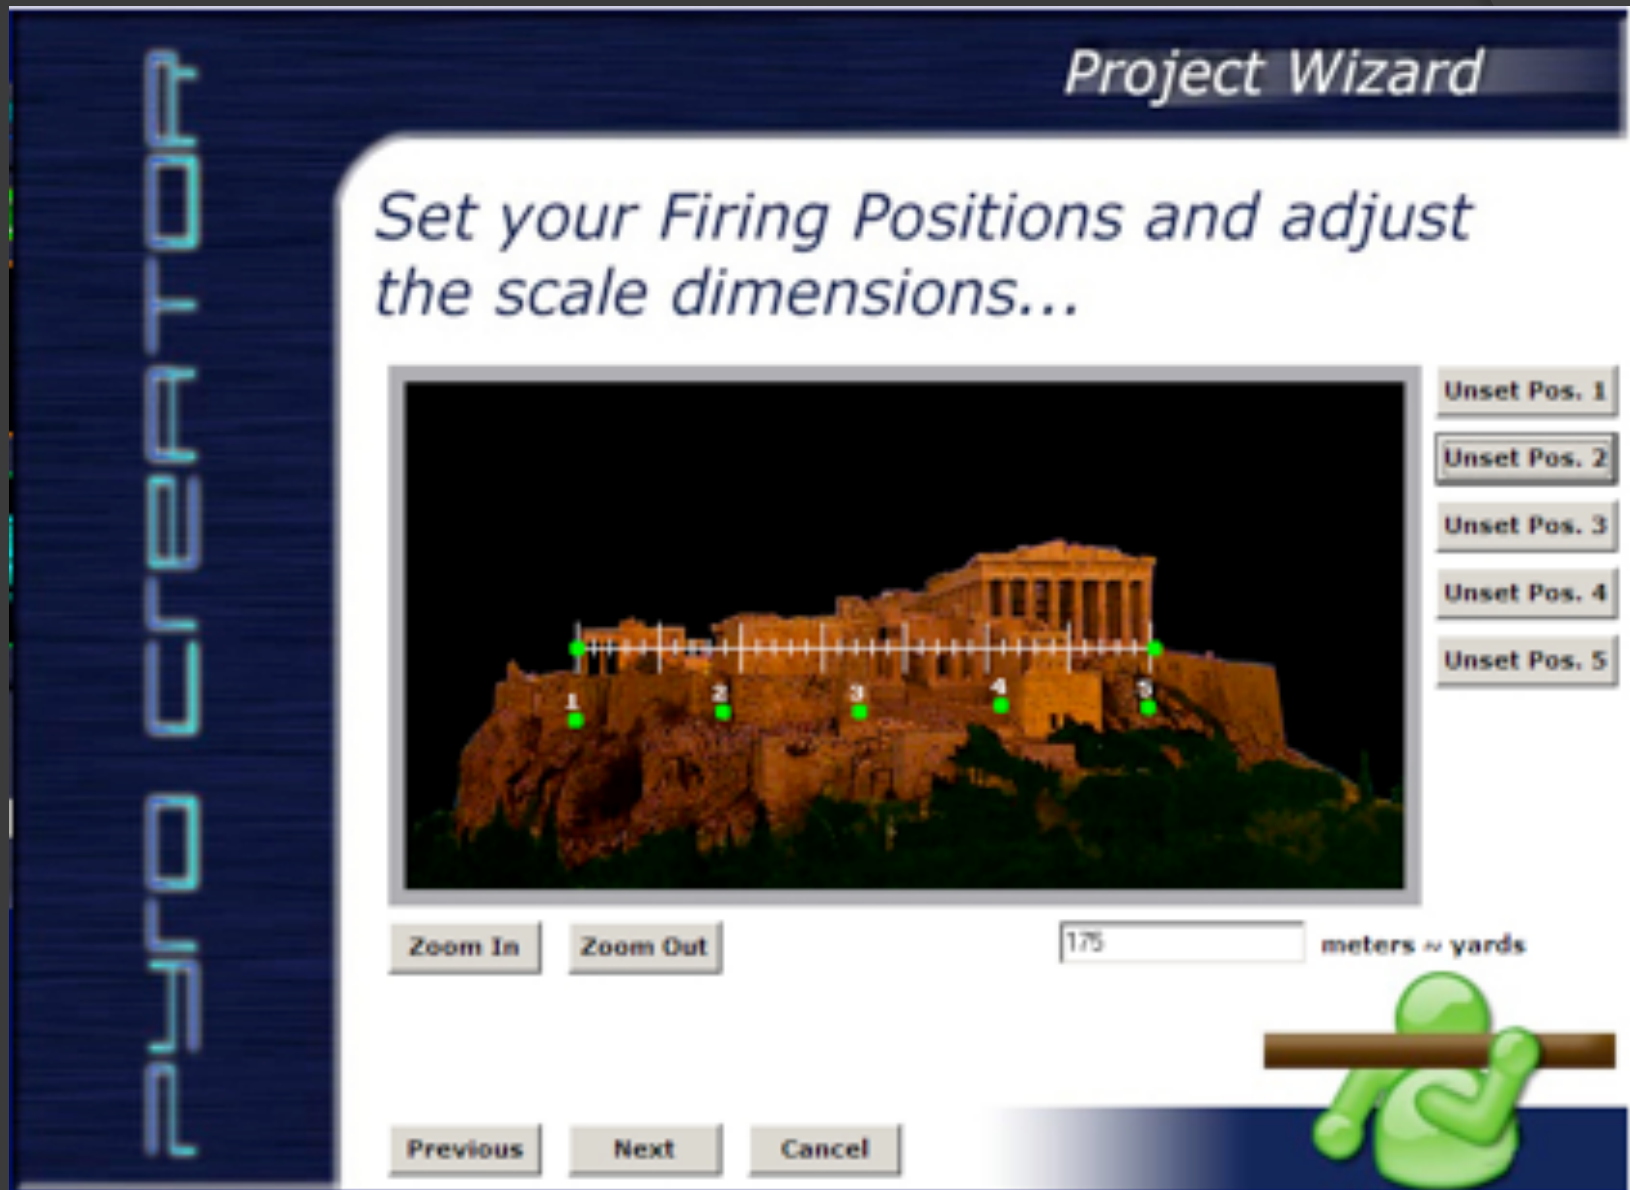 Pyro Creator
Project Wizard
Set your Firing Positions and adjust
the scale dimensions...
Unset Pos. 1
Unset Pos. 2
Unset Pos. 3
Unset Pos. 4
Unset Pos. 5
1 2 3 4 5
Zoom In Zoom Out 175 meters ~ yards
Previous Next Cancel